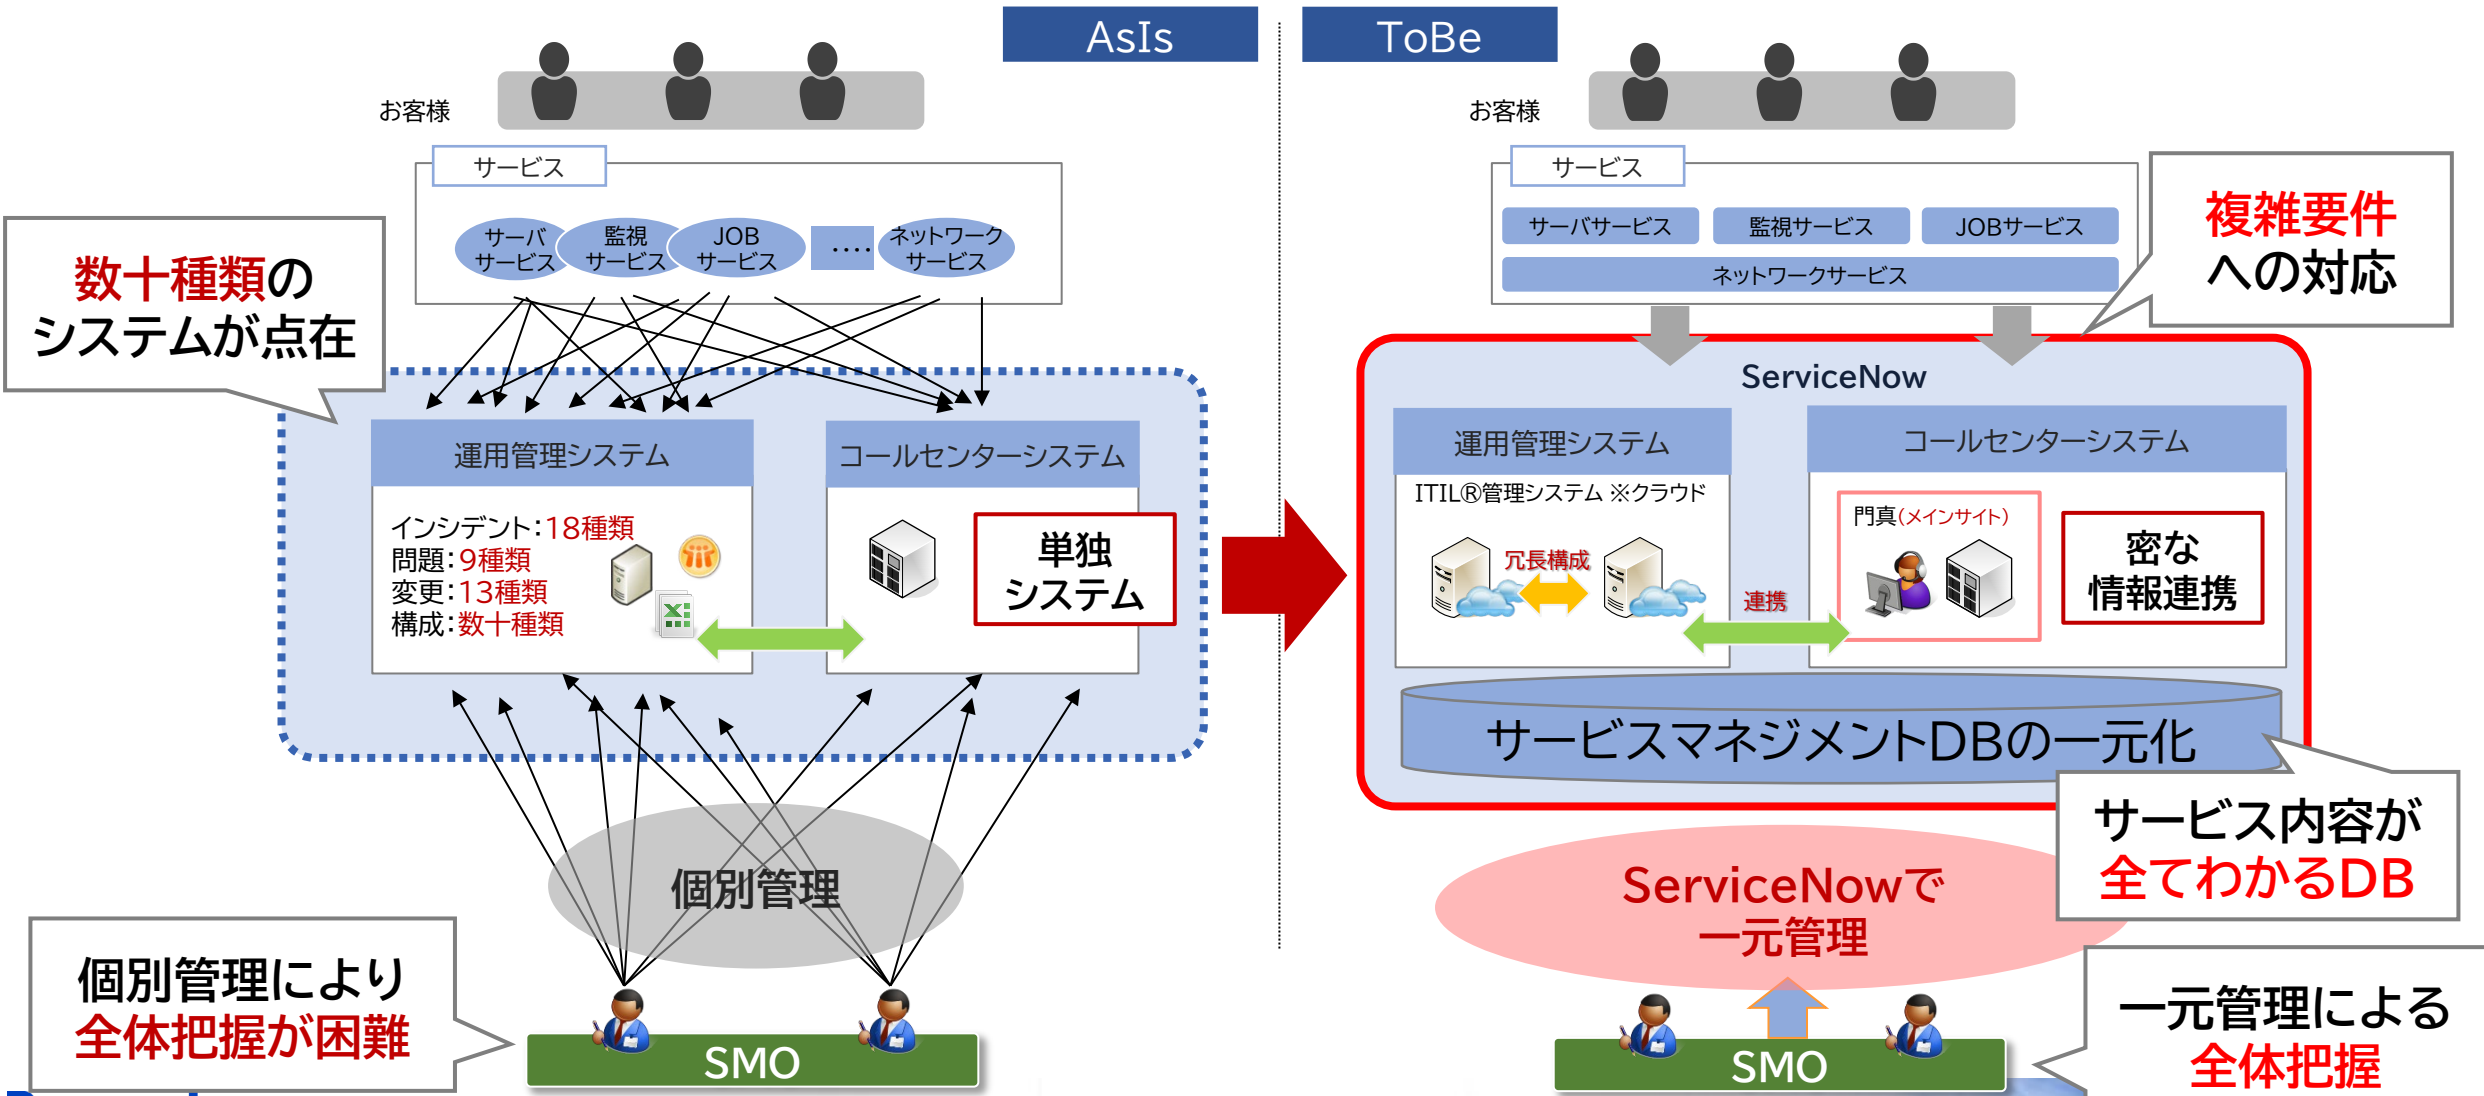 AsIs
お客様
サービス
サーバ
サービス
監視
サービス
JOB
サービス
‥‥
ネットワーク
サービス
数十種類の
システムが点在
運用管理システム
インシデント：18種類
問題：9種類
変更：13種類
構成：数十種類
コールセンターシステム
単独
システム
個別管理
個別管理により
全体把握が困難
SMO
ToBe
お客様
サービス
サーバサービス
監視サービス
JOBサービス
ネットワークサービス
複雑要件
への対応
ServiceNow
運用管理システム
ITIL®管理システム ※クラウド
冗長構成
連携
コールセンターシステム
門真(メインサイト)
密な
情報連携
サービスマネジメントDBの一元化
サービス内容が
全てわかるDB
ServiceNowで
一元管理
一元管理による
全体把握
SMO